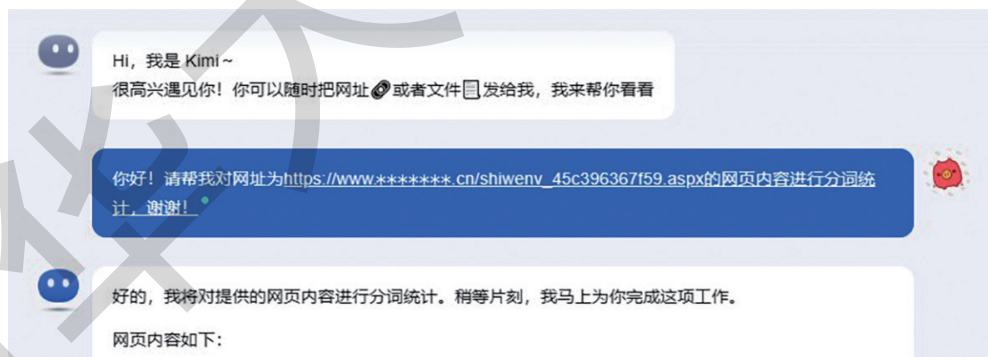 Hi，我是 Kimi~
很高兴遇见你！你可以随时把网址🔗或者文件📃发给我，我来帮你看看
你好！请帮我对网址为https://www.*******.cn/shiwenv_45c396367f59.aspx的网页内容进行分词统
计，谢谢！
好的，我将对提供的网页内容进行分词统计。稍等片刻，我马上为你完成这项工作。
网页内容如下：